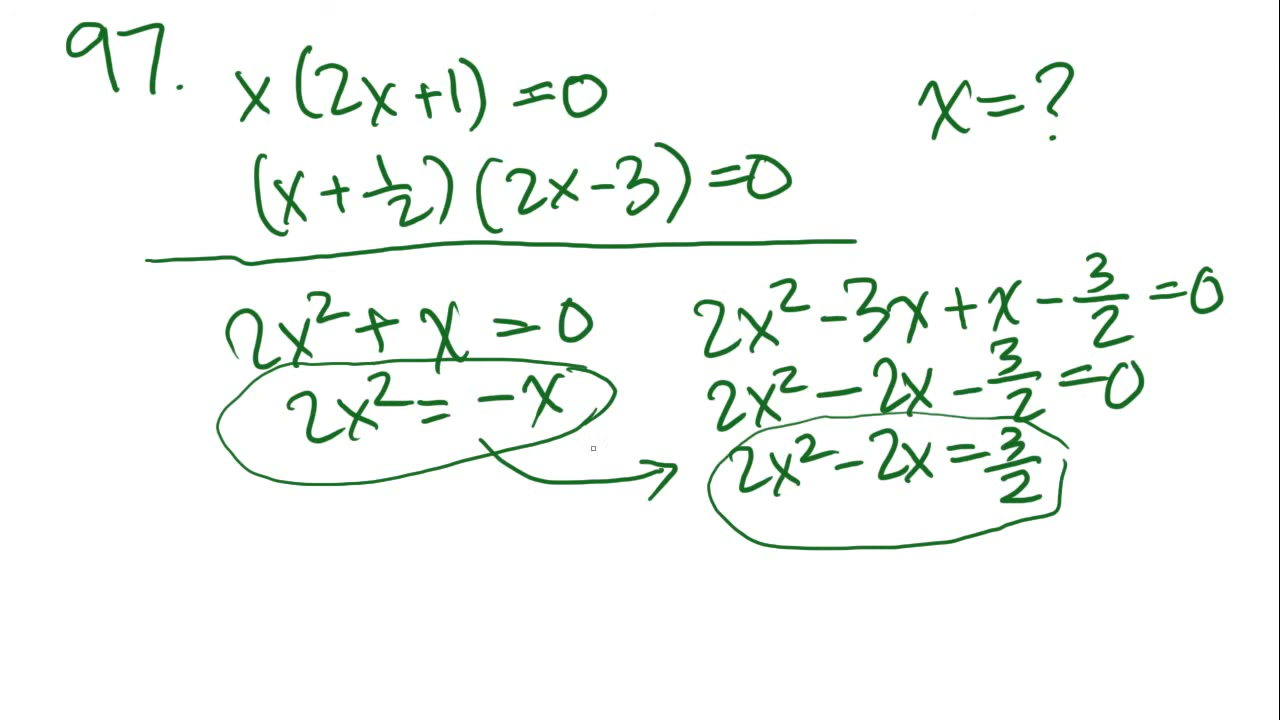 97.
x(2x+1)=0
x=?
(x+1/2)(2x-3)=0
2x²+x=0
2x²=-x
2x²-3x+x-3/2=0
2x²-2x-3/2=0
2x²-2x=3/2